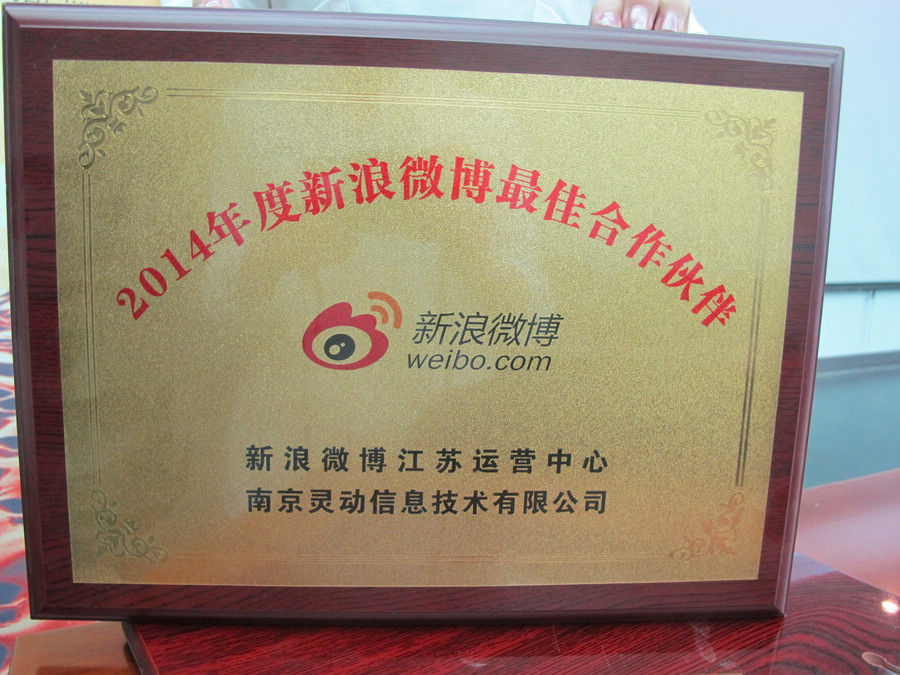 2014年度新浪微博最佳合作伙伴
新浪微博
weibo.com
新浪微博江苏运营中心
南京灵动信息技术有限公司